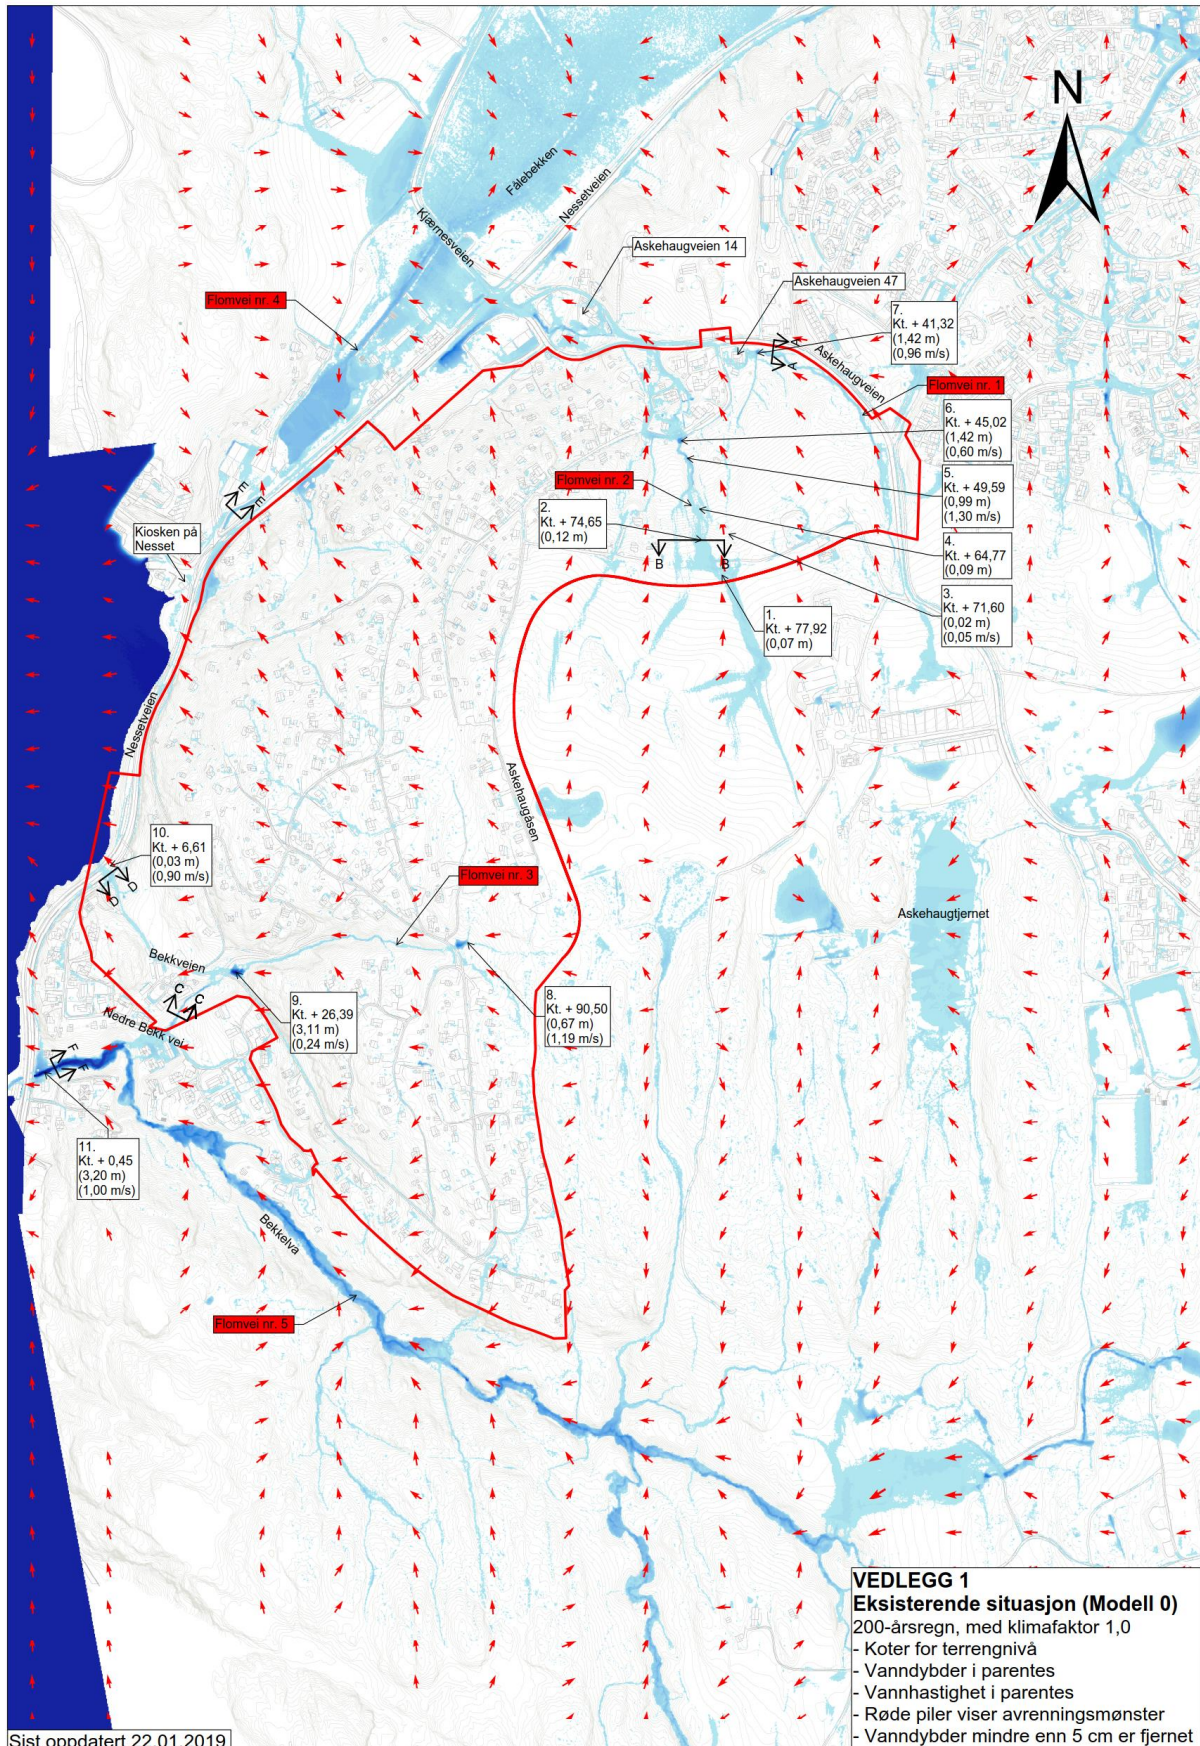 N
Fålebekken
Nessetveien
Kjærnesveien
Askehaugveien 14
Askehaugveien 47
Flomvei nr. 4
7.
Kt. + 41,32
(1,42 m)
(0,96 m/s)
A
A
Askehaugveien
Flomvei nr. 1
6.
Kt. + 45,02
(1,42 m)
(0,60 m/s)
5.
Kt. + 49,59
(0,99 m)
(1,30 m/s)
Flomvei nr. 2
E
E
2.
Kt. + 74,65
(0,12 m)
Kiosken på
Nesset
B
B
4.
Kt. + 64,77
(0,09 m)
3.
Kt. + 71,60
(0,02 m)
(0,05 m/s)
1.
Kt. + 77,92
(0,07 m)
Nessetveien
Askehaugåsen
10.
Kt. + 6,61
(0,03 m)
(0,90 m/s)
D
D
Flomvei nr. 3
Askehaugtjernet
Bekkveien
C
C
9.
Kt. + 26,39
(3,11 m)
(0,24 m/s)
8.
Kt. + 90,50
(0,67 m)
(1,19 m/s)
Nedre Bekk vei
F
F
11.
Kt. + 0,45
(3,20 m)
(1,00 m/s)
Bekkelva
Flomvei nr. 5
VEDLEGG 1
Eksisterende situasjon (Modell 0)
200-årsregn, med klimafaktor 1,0
- Koter for terrengnivå
- Vanndybder i parentes
- Vannhastighet i parentes
- Røde piler viser avrenningsmønster
- Vanndybder mindre enn 5 cm er fjernet
Sist oppdatert 22.01.2019